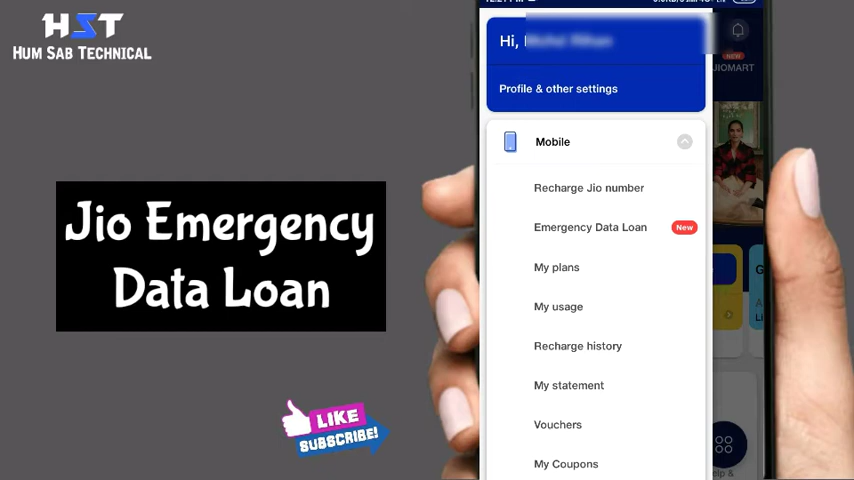 HST
HUM SAB TECHNICAL
Jio Emergency
Data Loan
LIKE
SUBSCRIBE!
Hi,
Profile & other settings
Mobile
Recharge Jio number
Emergency Data Loan New
My plans
My usage
Recharge history
My statement
Vouchers
My Coupons
NEW
JIOMART